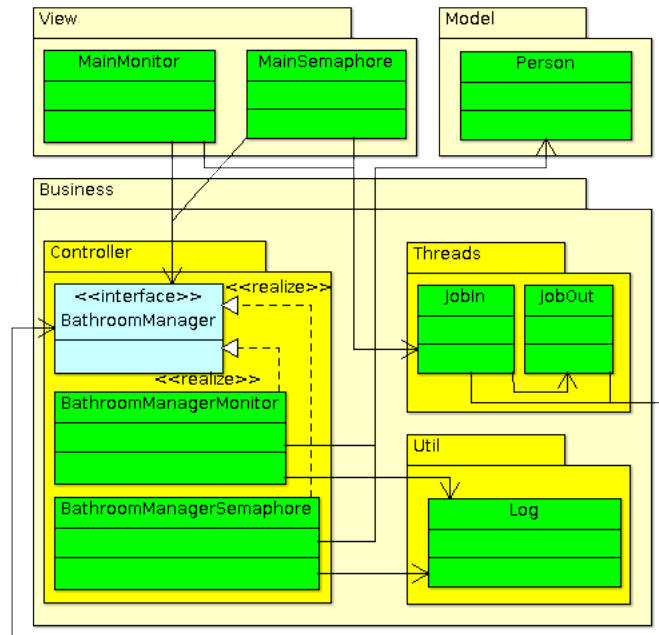 View
Model
MainMonitor
MainSemaphore
Person
Business
Controller
Threads
<<interface>>
BathroomManager
<<realize>>
JobIn
JobOut
<<realize>>
BathroomManagerMonitor
Util
BathroomManagerSemaphore
Log